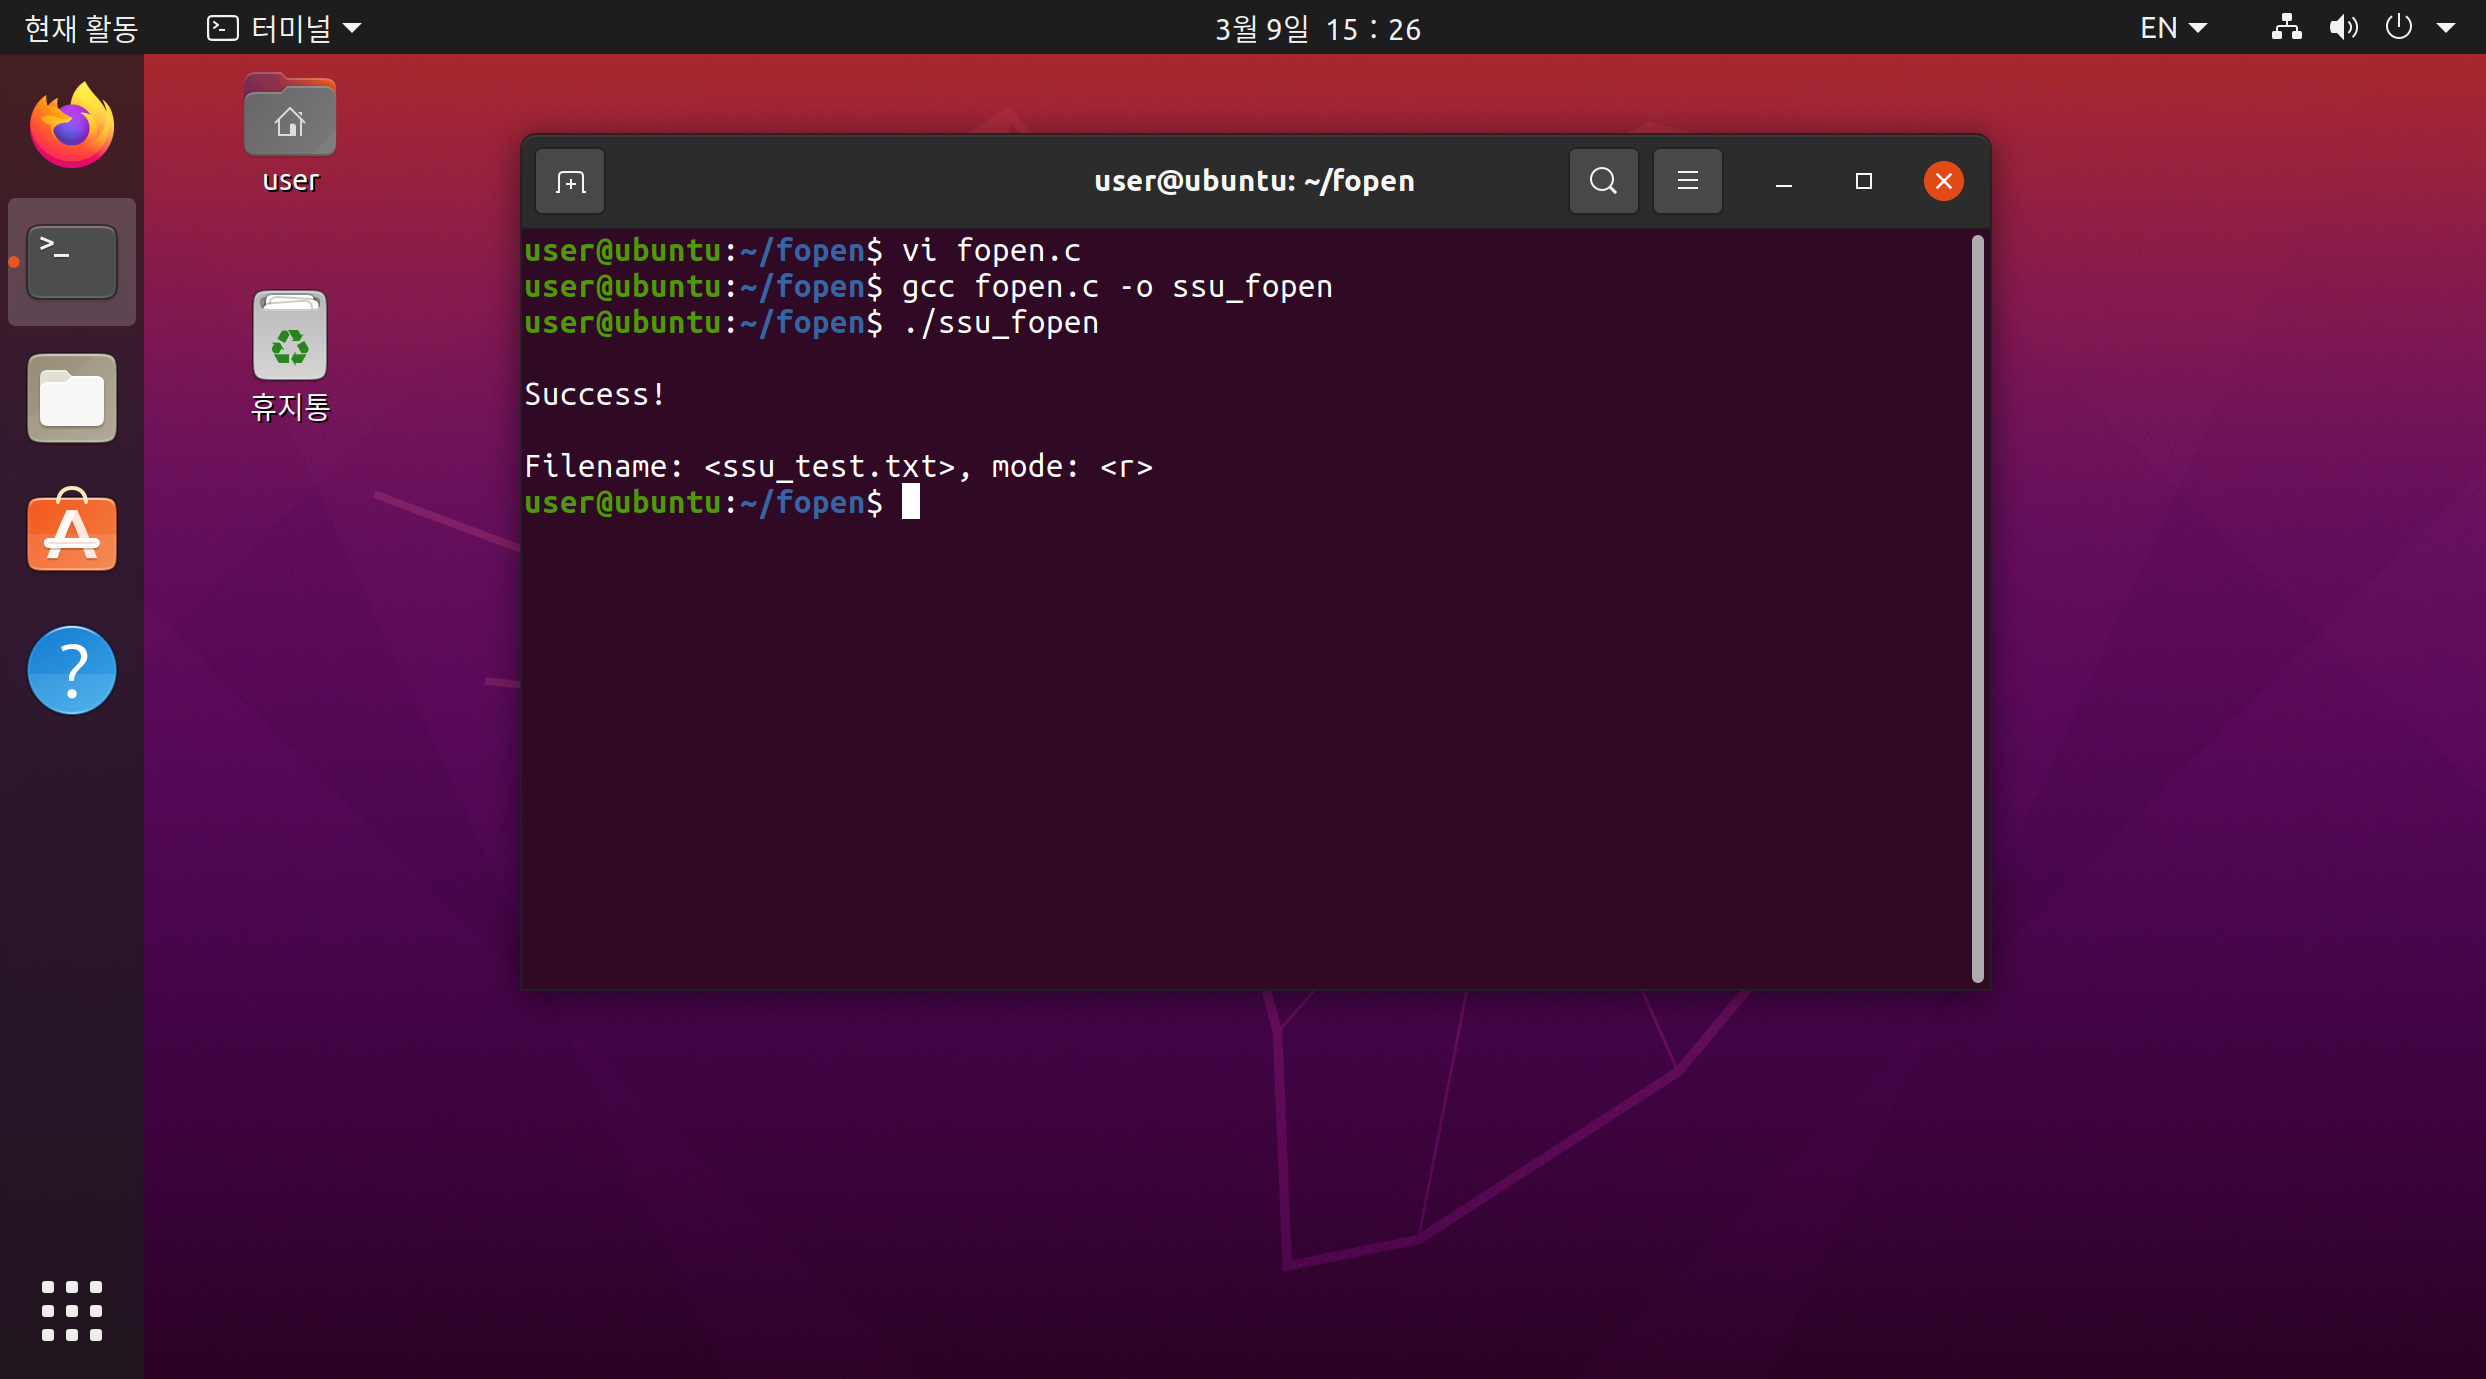 현재 활동
터미널
3월 9일 15 : 26
EN
user
휴지통
user@ubuntu: ~/fopen
user@ubuntu:~/fopen$ vi fopen.c
user@ubuntu:~/fopen$ gcc fopen.c -o ssu_fopen
user@ubuntu:~/fopen$ ./ssu_fopen
Success!
Filename: <ssu_test.txt>, mode: <r>
user@ubuntu:~/fopen$